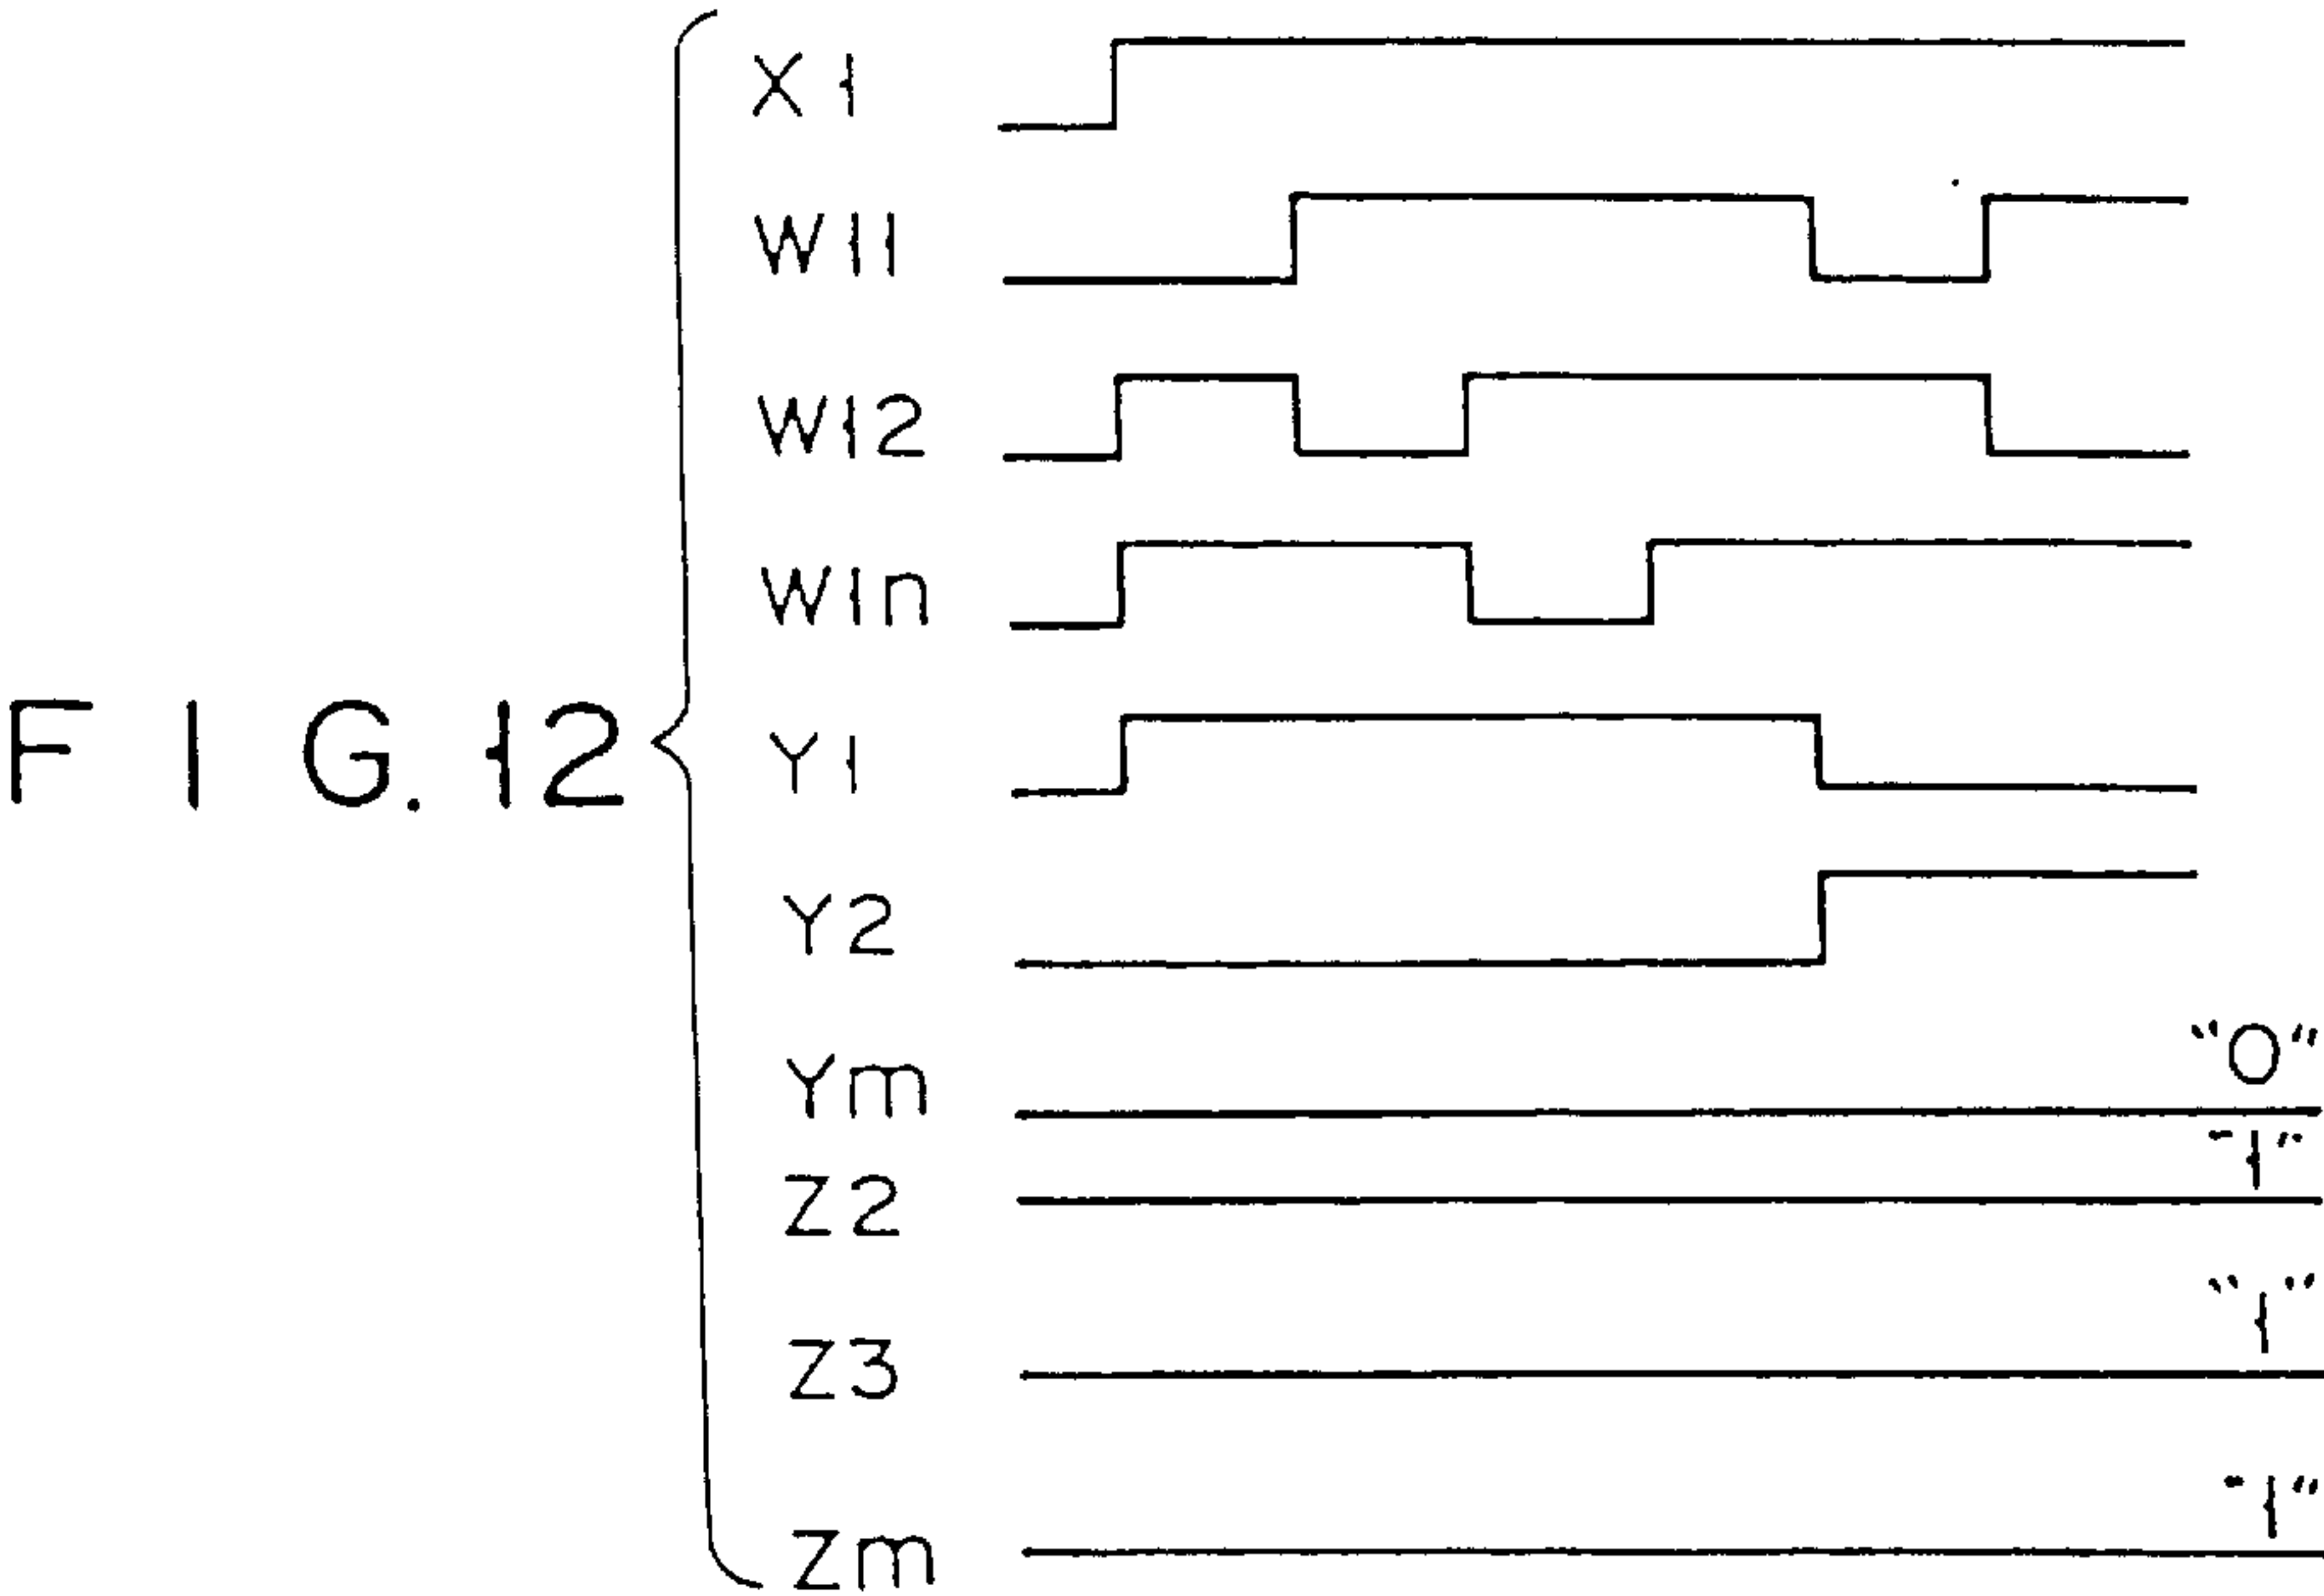 FIG.12
X1
W11
W12
W1n
Y1
Y2
Ym "0"
Z2 "1"
Z3 "1"
Zm "1"